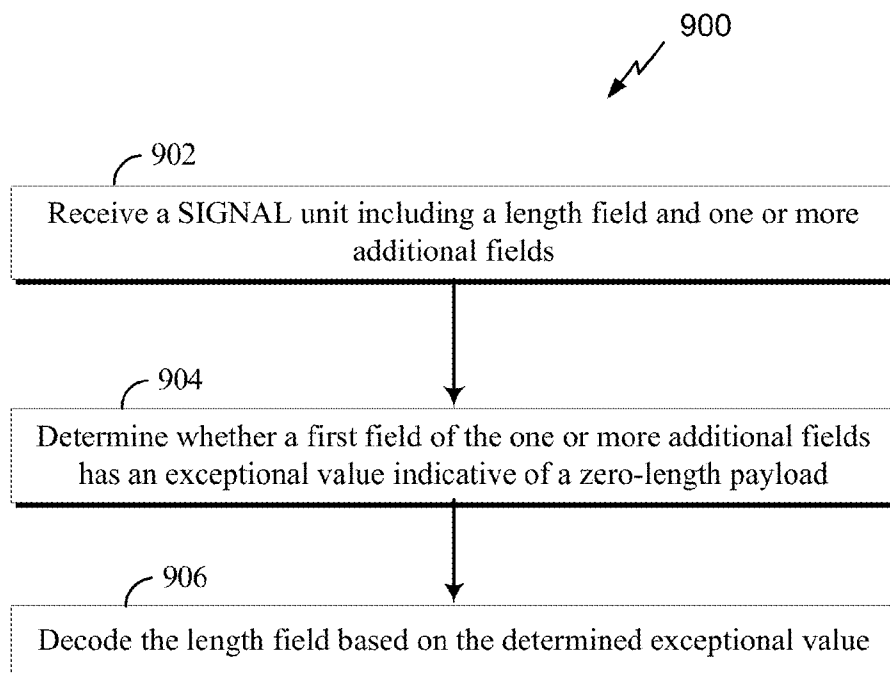 900
902
Receive a SIGNAL unit including a length field and one or more
additional fields
904
Determine whether a first field of the one or more additional fields
has an exceptional value indicative of a zero-length payload
906
Decode the length field based on the determined exceptional value